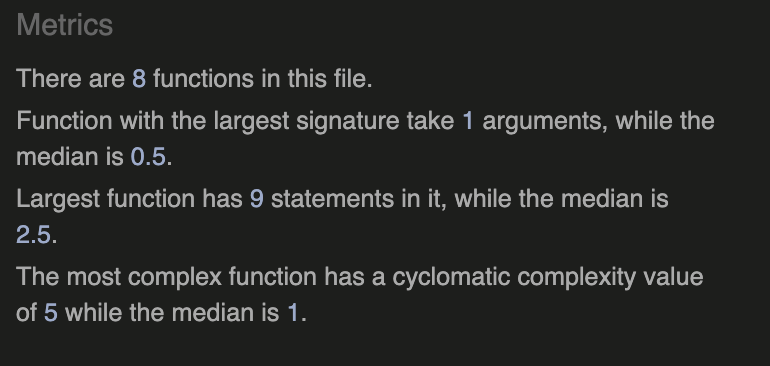 Metrics
There are 8 functions in this file.
Function with the largest signature take 1 arguments, while the
median is 0.5.
Largest function has 9 statements in it, while the median is
2.5.
The most complex function has a cyclomatic complexity value
of 5 while the median is 1.